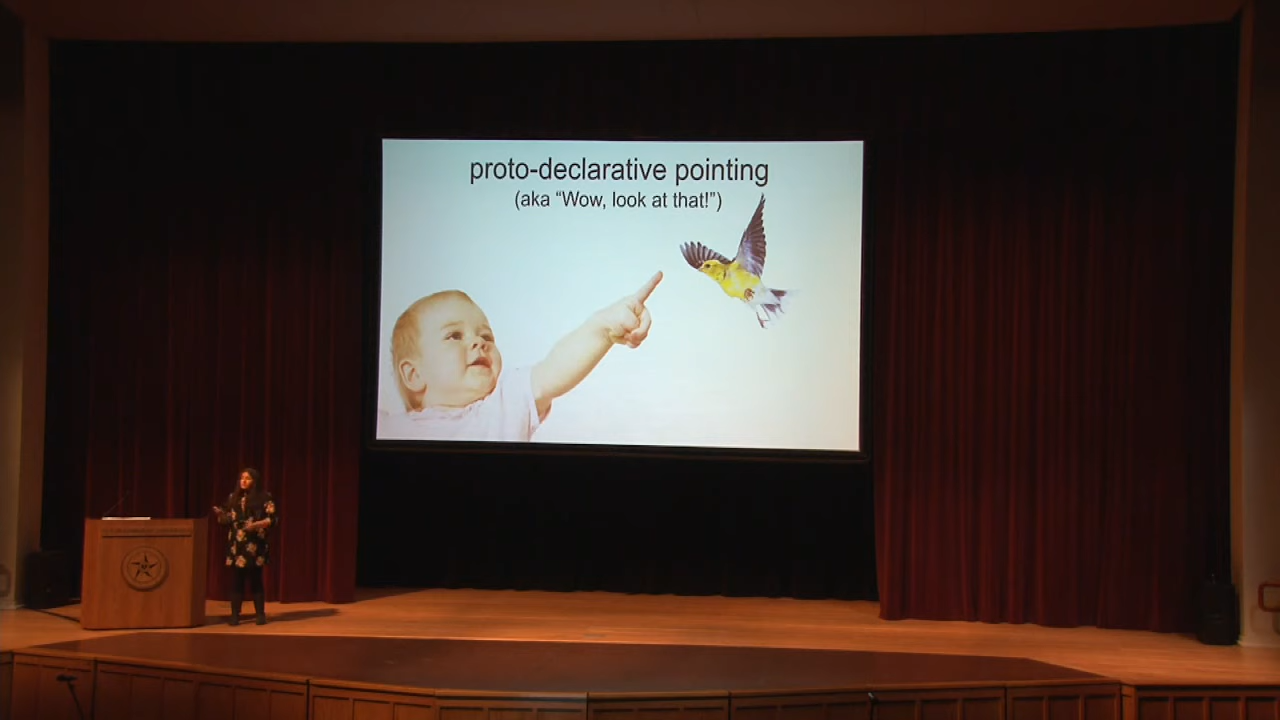 proto-declarative pointing
(aka “Wow, look at that!”)